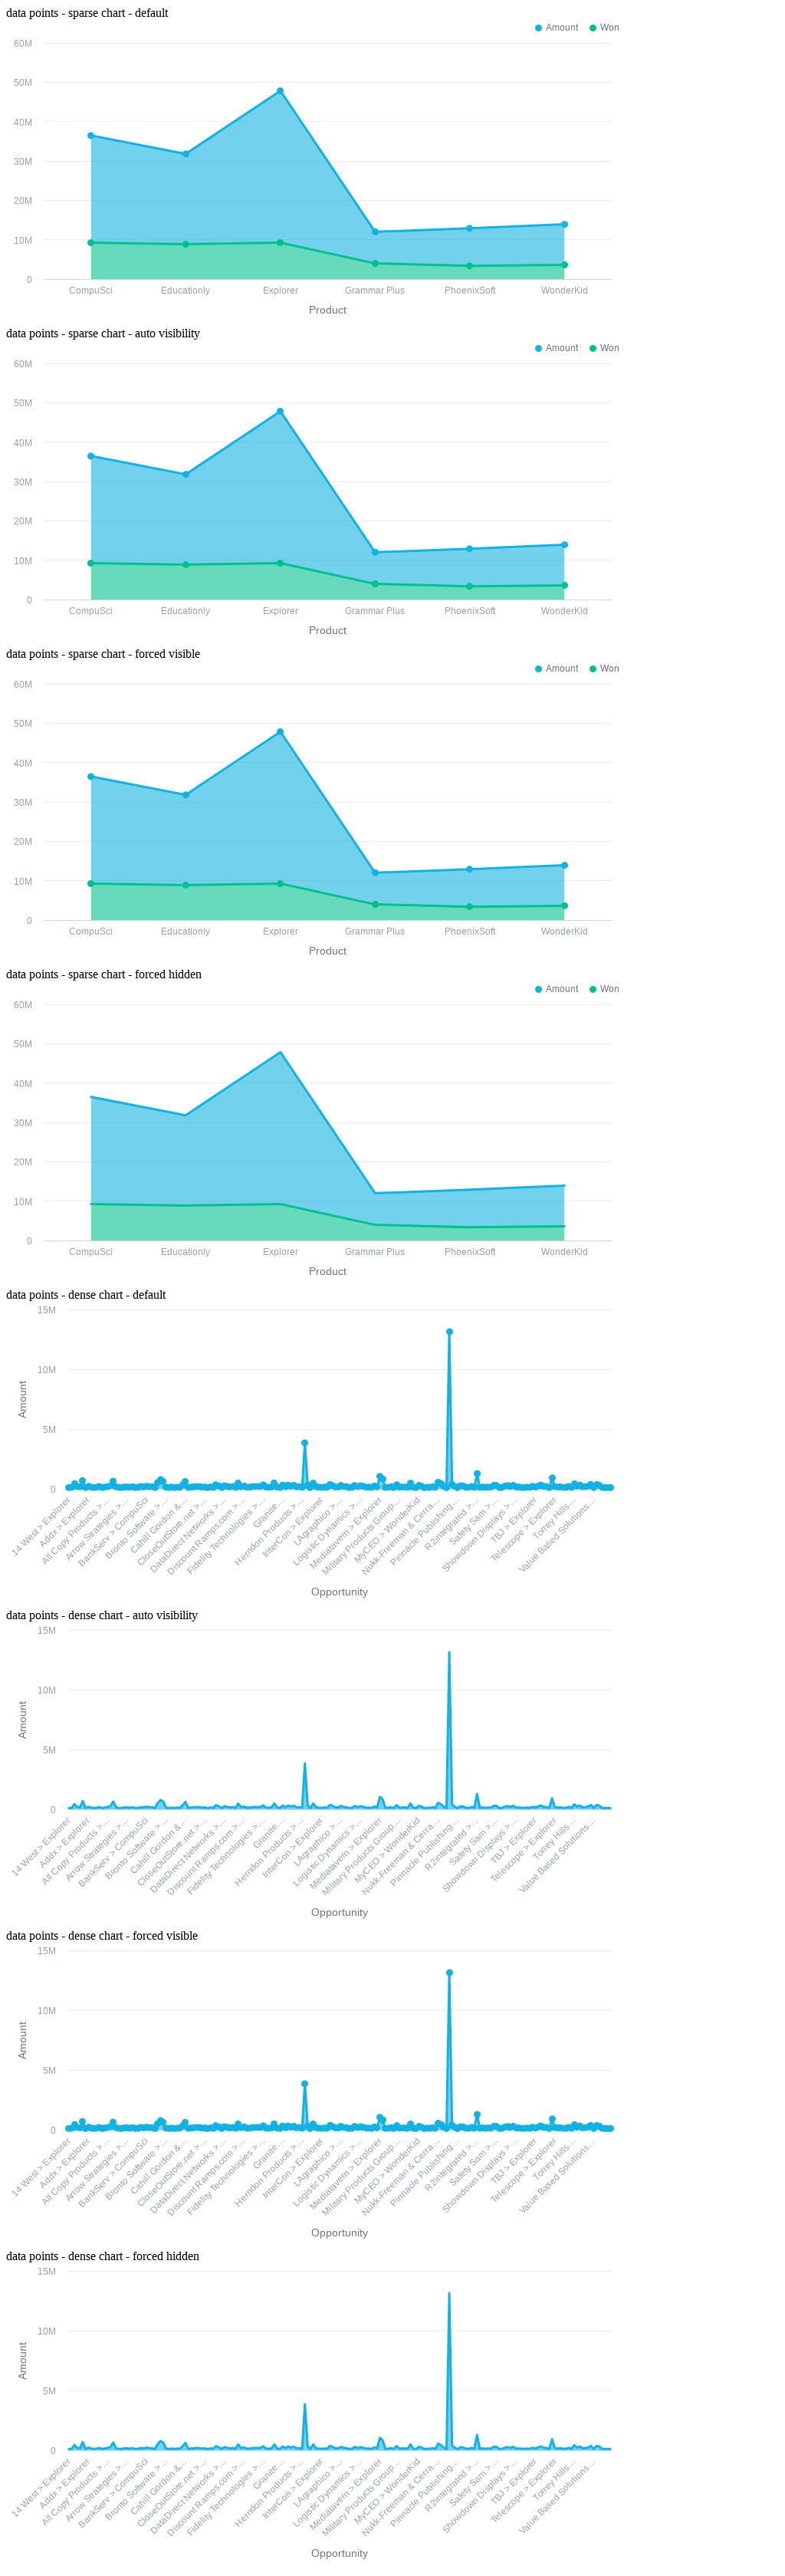 data points - sparse chart - default
Amount Won
60M
50M
40M
30M
20M
10M
0
CompuSci Educationly Explorer Grammar Plus PhoenixSoft WonderKid
Product
data points - sparse chart - auto visibility
Amount Won
60M
50M
40M
30M
20M
10M
0
CompuSci Educationly Explorer Grammar Plus PhoenixSoft WonderKid
Product
data points - sparse chart - forced visible
Amount Won
60M
50M
40M
30M
20M
10M
0
CompuSci Educationly Explorer Grammar Plus PhoenixSoft WonderKid
Product
data points - sparse chart - forced hidden
Amount Won
60M
50M
40M
30M
20M
10M
0
CompuSci Educationly Explorer Grammar Plus PhoenixSoft WonderKid
Product
data points - dense chart - default
15M
10M
5M
0
Amount
14 West > Explorer
Addx > Explorer
All Copy Products >…
Arrow Strategies >…
BankServ > CompuSci
Bronto Software >…
Cahill Gordon &…
CloseOutStore.net >…
DataDirect Networks >…
Discount Ramps.com >…
Fidelity Technologies >…
Granite…
Herndon Products >…
InterCon > Explorer
LAgraphico >…
Logistic Dynamics >…
Mediatavern > Explorer
Military Products Group…
MyCEO > WonderKid
Nukk-Freeman & Cerra…
Pinnacle Publishing…
R2integrated >…
Safety Sam >…
Showdown Displays >…
TBJ > Explorer
Telescope > Explorer
Torrey Hills…
Value Based Solutions…
Opportunity
data points - dense chart - auto visibility
15M
10M
5M
0
Amount
14 West > Explorer
Addx > Explorer
All Copy Products >…
Arrow Strategies >…
BankServ > CompuSci
Bronto Software >…
Cahill Gordon &…
CloseOutStore.net >…
DataDirect Networks >…
Discount Ramps.com >…
Fidelity Technologies >…
Granite…
Herndon Products >…
InterCon > Explorer
LAgraphico >…
Logistic Dynamics >…
Mediatavern > Explorer
Military Products Group…
MyCEO > WonderKid
Nukk-Freeman & Cerra…
Pinnacle Publishing…
R2integrated >…
Safety Sam >…
Showdown Displays >…
TBJ > Explorer
Telescope > Explorer
Torrey Hills…
Value Based Solutions…
Opportunity
data points - dense chart - forced visible
15M
10M
5M
0
Amount
14 West > Explorer
Addx > Explorer
All Copy Products >…
Arrow Strategies >…
BankServ > CompuSci
Bronto Software >…
Cahill Gordon &…
CloseOutStore.net >…
DataDirect Networks >…
Discount Ramps.com >…
Fidelity Technologies >…
Granite…
Herndon Products >…
InterCon > Explorer
LAgraphico >…
Logistic Dynamics >…
Mediatavern > Explorer
Military Products Group…
MyCEO > WonderKid
Nukk-Freeman & Cerra…
Pinnacle Publishing…
R2integrated >…
Safety Sam >…
Showdown Displays >…
TBJ > Explorer
Telescope > Explorer
Torrey Hills…
Value Based Solutions…
Opportunity
data points - dense chart - forced hidden
15M
10M
5M
0
Amount
14 West > Explorer
Addx > Explorer
All Copy Products >…
Arrow Strategies >…
BankServ > CompuSci
Bronto Software >…
Cahill Gordon &…
CloseOutStore.net >…
DataDirect Networks >…
Discount Ramps.com >…
Fidelity Technologies >…
Granite…
Herndon Products >…
InterCon > Explorer
LAgraphico >…
Logistic Dynamics >…
Mediatavern > Explorer
Military Products Group…
MyCEO > WonderKid
Nukk-Freeman & Cerra…
Pinnacle Publishing…
R2integrated >…
Safety Sam >…
Showdown Displays >…
TBJ > Explorer
Telescope > Explorer
Torrey Hills…
Value Based Solutions…
Opportunity